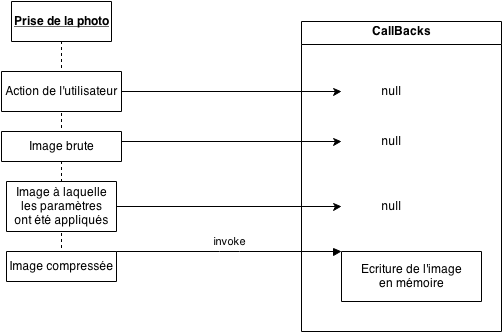 Prise de la photo
CallBacks
Action de l'utilisateur
null
Image brute
null
Image à laquelle
les paramètres
ont été appliqués
null
invoke
Image compressée
Ecriture de l'image
en mémoire